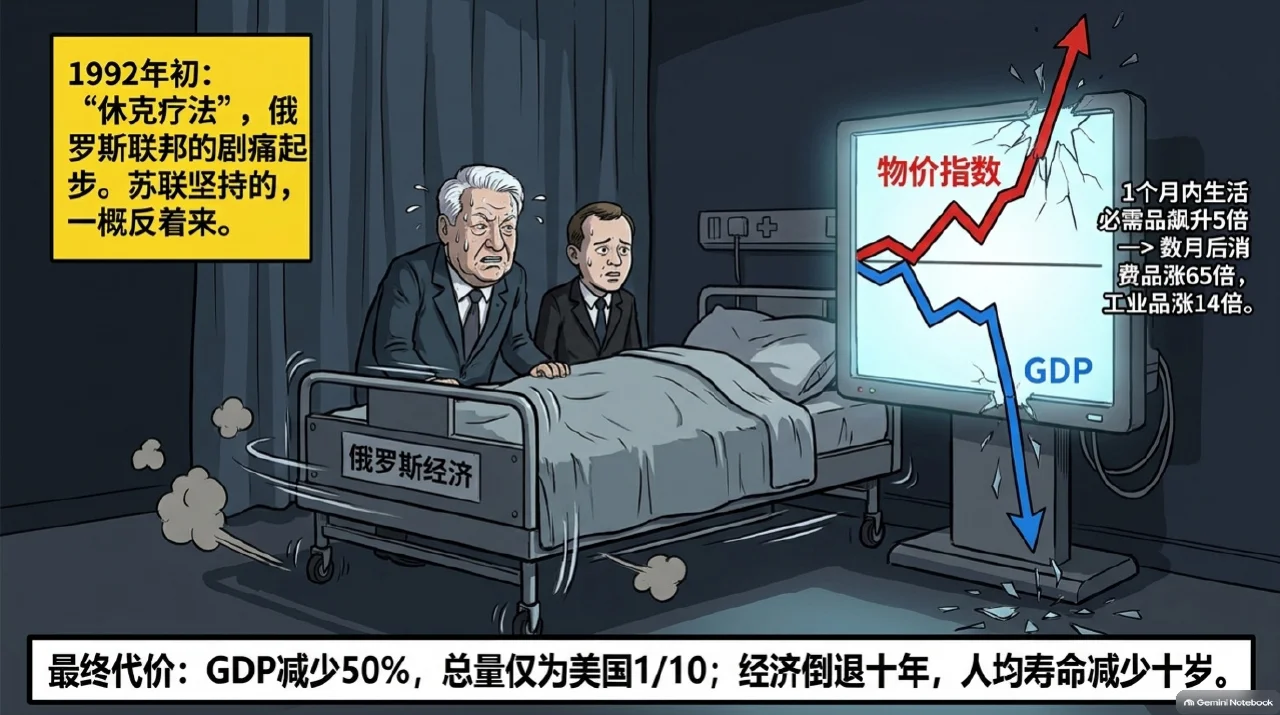 1992年初：
“休克疗法”，俄
罗斯联邦的剧痛起
步。苏联坚持的，
一概反着来。
物价指数
1个月内生活
必需品飙升5倍
—> 数月后消
费品涨65倍，
工业品涨14倍。
GDP
俄罗斯经济
最终代价：GDP减少50%，总量仅为美国1/10；经济倒退十年，人均寿命减少十岁。
Gemini Notebook